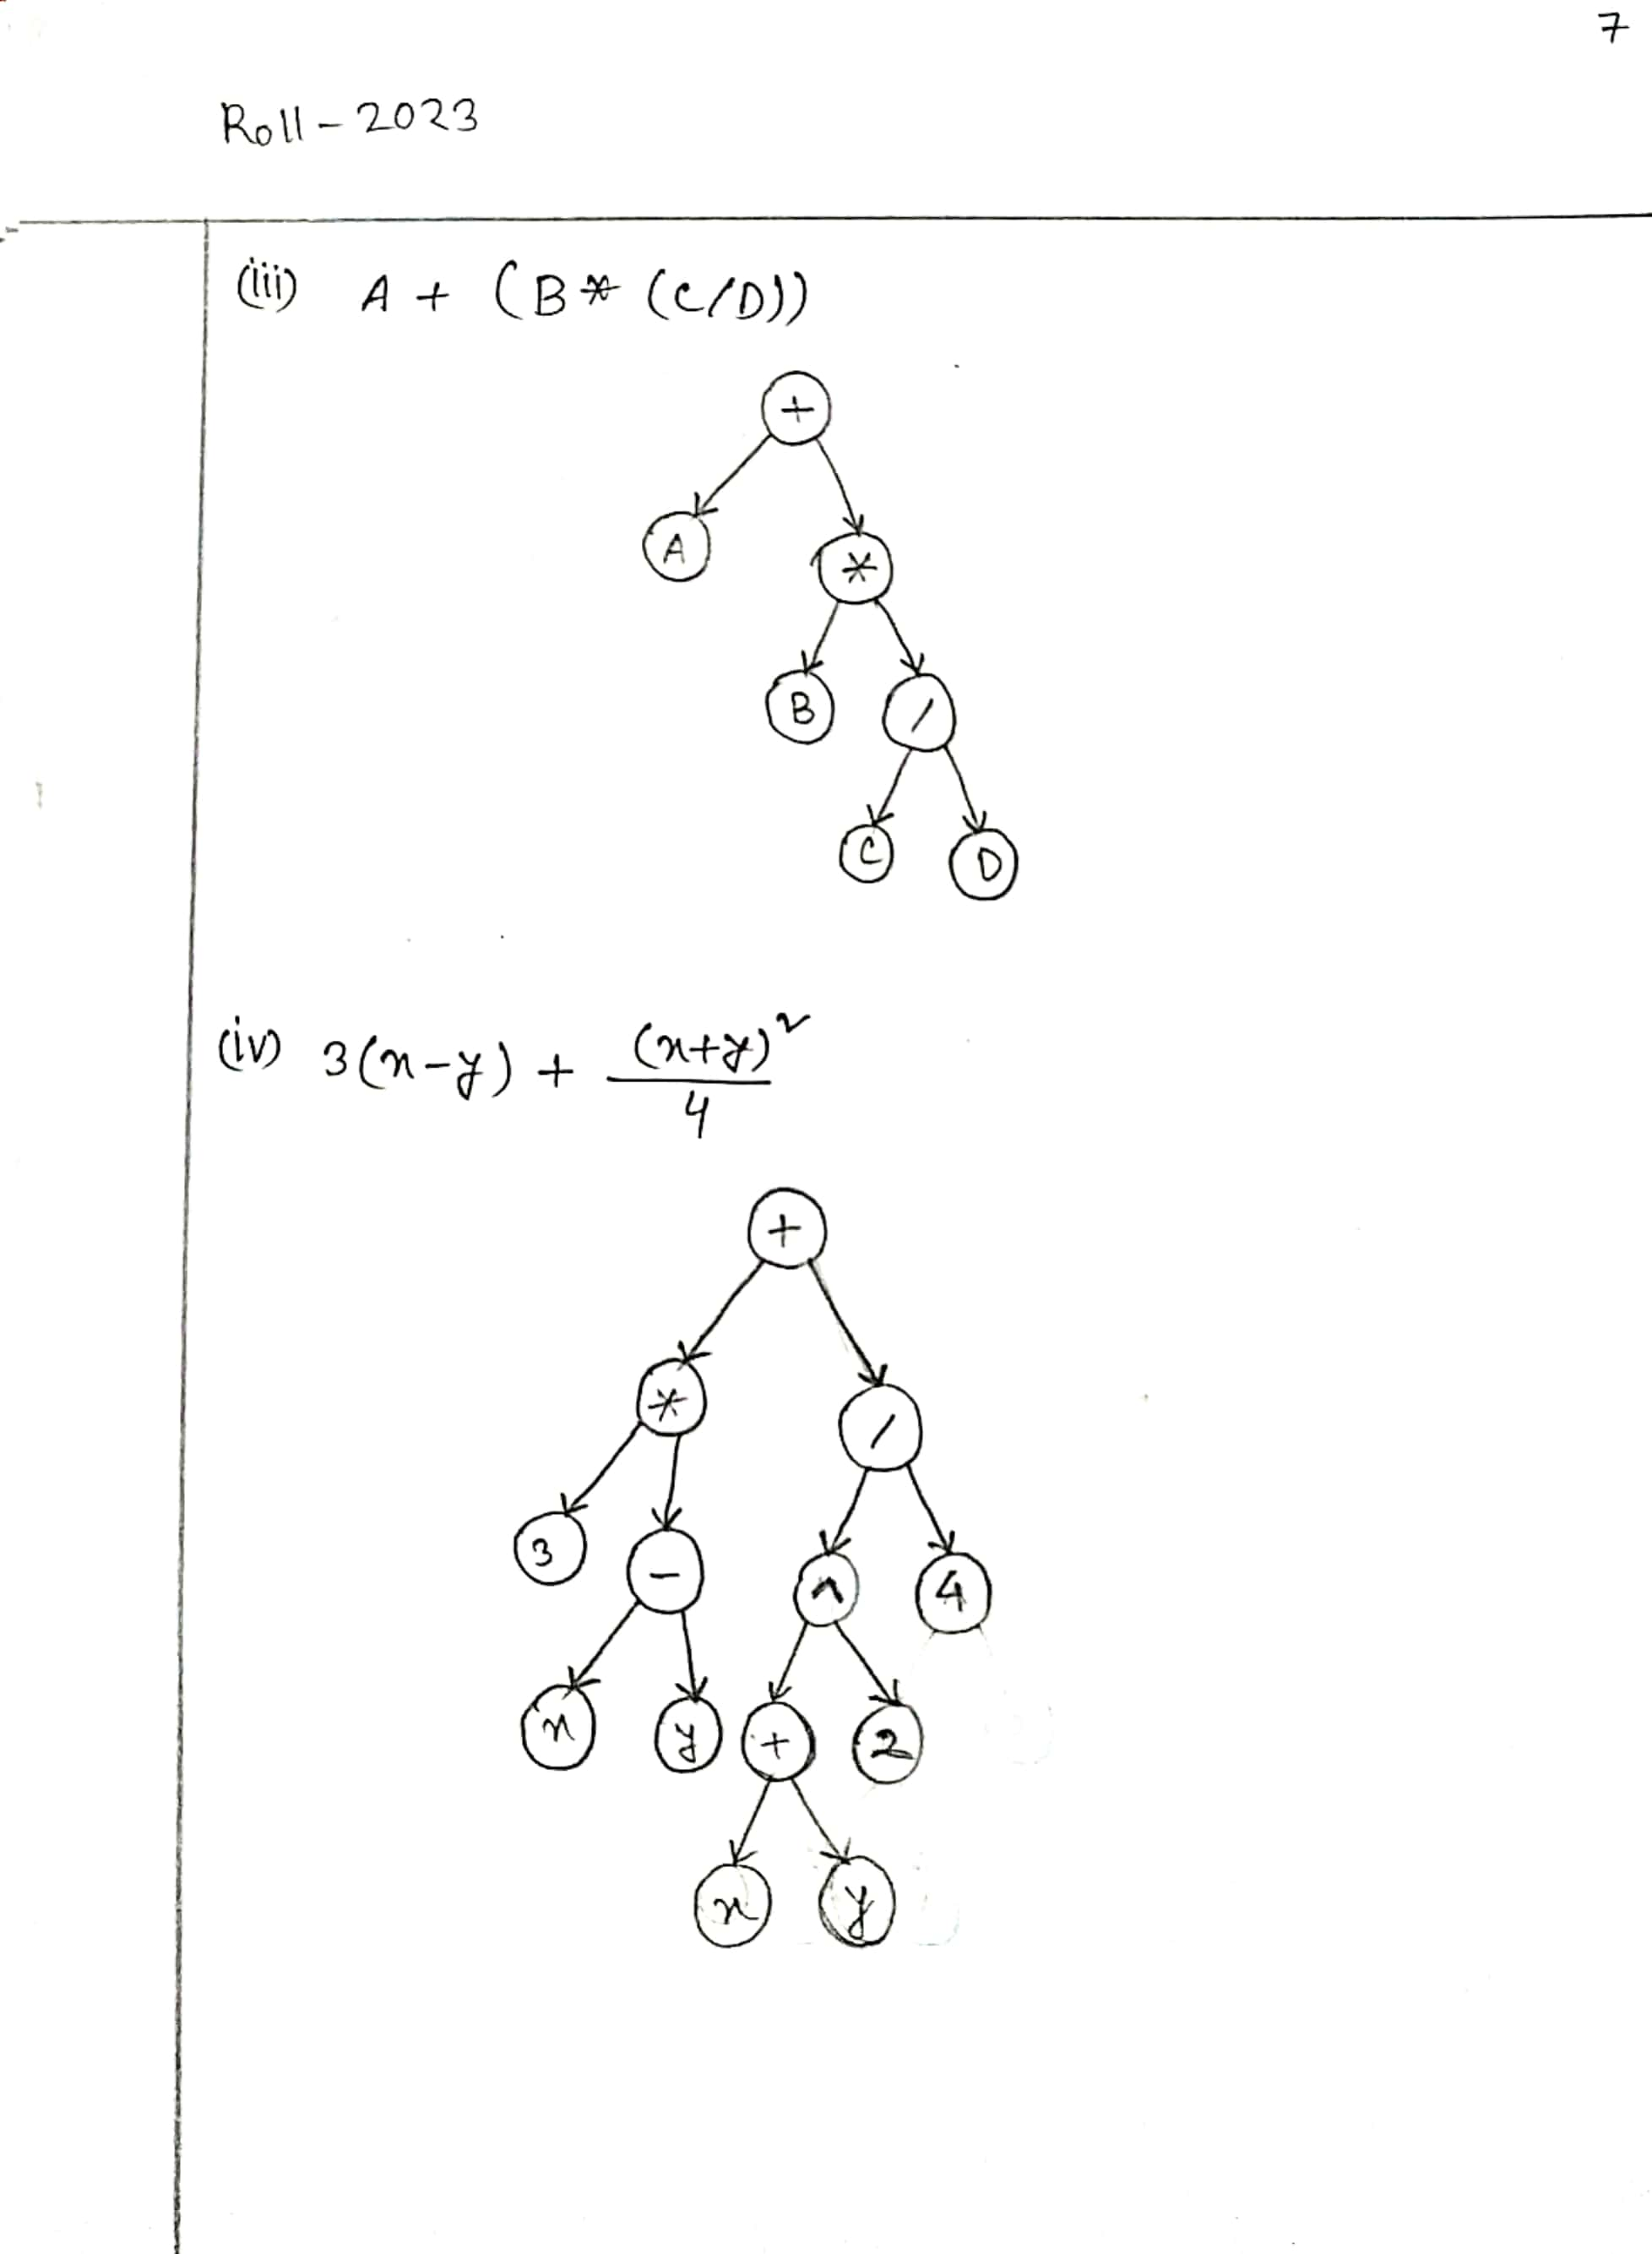 7
Roll - 2023
(iii) A + (B * (C/D))
+
A
*
B /
C D
(iv) 3(x-y) + (x+y)²
4
+
*
/
3 - ^ 4
x y + 2
x y